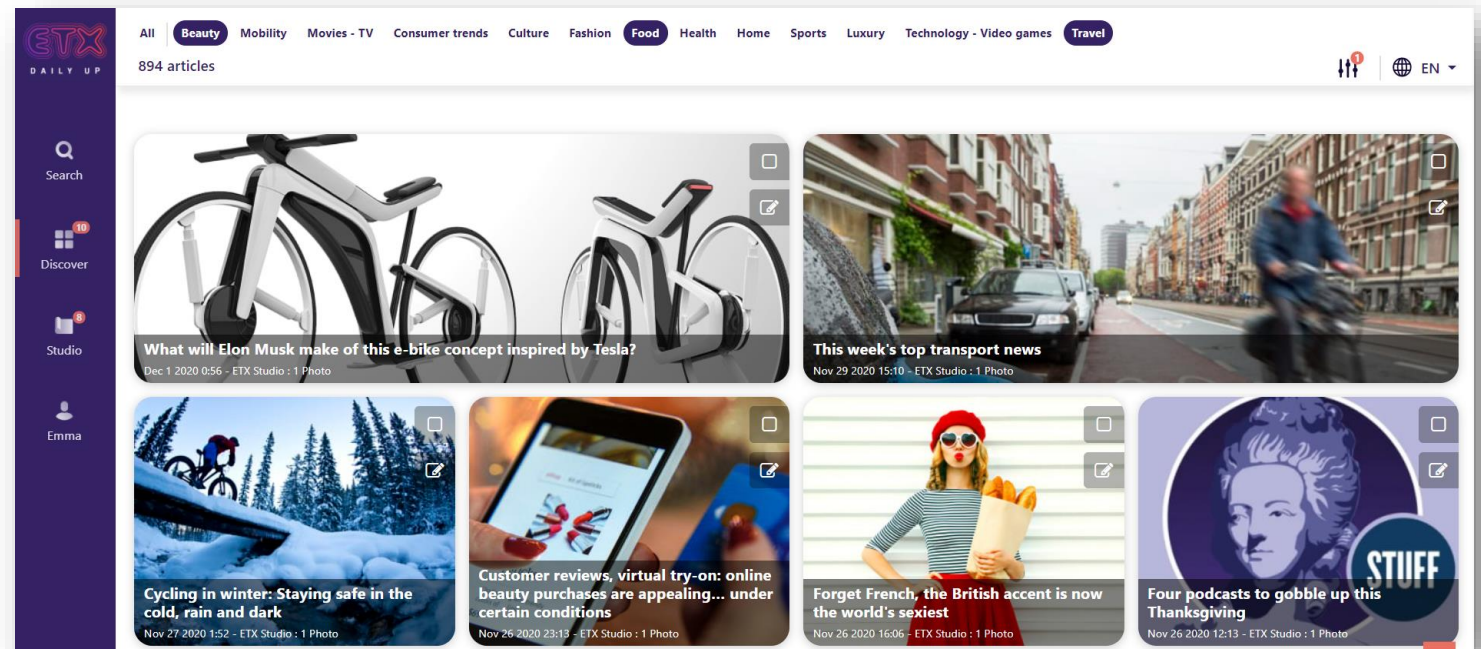 ETX
DAILY UP
All Beauty Mobility Movies - TV Consumer trends Culture Fashion Food Health Home Sports Luxury Technology - Video games Travel
894 articles
1
EN
Search
10
Discover
8
Studio
Emma
What will Elon Musk make of this e-bike concept inspired by Tesla?
Dec 1 2020 0:56 - ETX Studio : 1 Photo
This week's top transport news
Nov 29 2020 15:10 - ETX Studio : 1 Photo
Cycling in winter: Staying safe in the
cold, rain and dark
Nov 27 2020 1:52 - ETX Studio : 1 Photo
Customer reviews, virtual try-on: online
beauty purchases are appealing... under
certain conditions
Nov 26 2020 23:13 - ETX Studio : 1 Photo
Forget French, the British accent is now
the world's sexiest
Nov 26 2020 16:06 - ETX Studio : 1 Photo
STUFF
Four podcasts to gobble up this
Thanksgiving
Nov 26 2020 12:13 - ETX Studio : 1 Photo